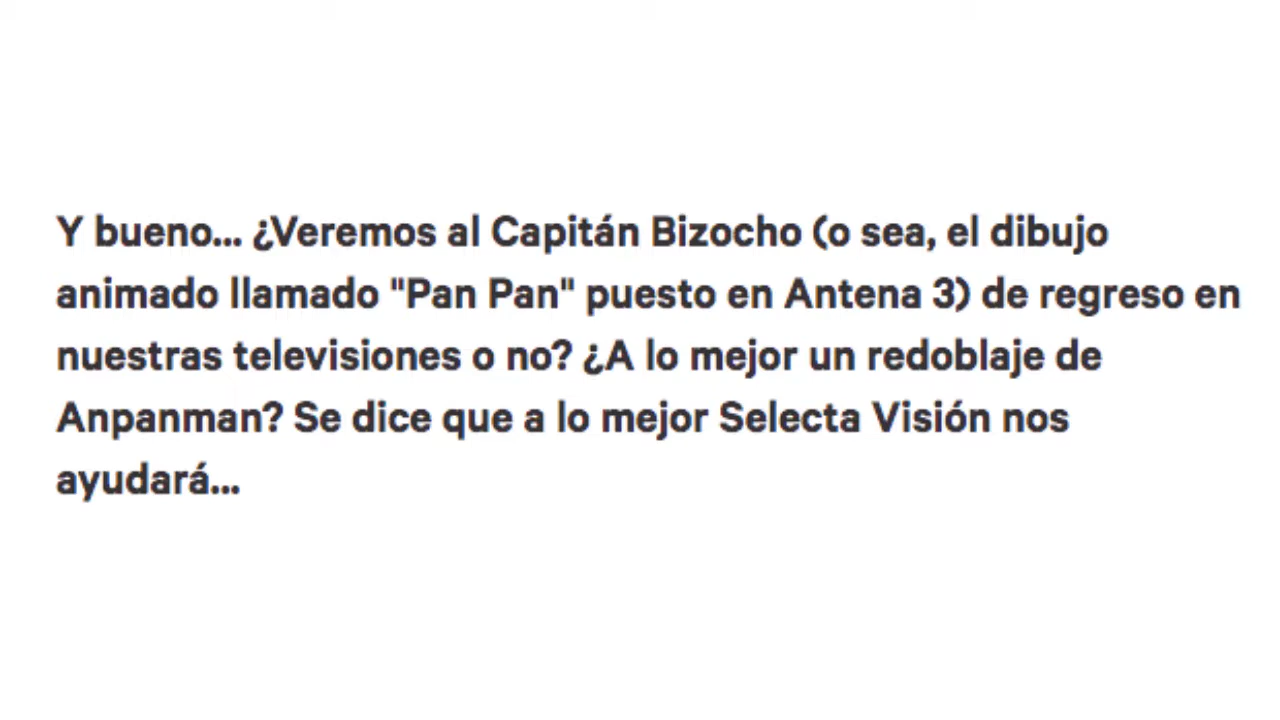 Y bueno... ¿Veremos al Capitán Bizocho (o sea, el dibujo
animado llamado "Pan Pan" puesto en Antena 3) de regreso en
nuestras televisiones o no? ¿A lo mejor un redoblaje de
Anpanman? Se dice que a lo mejor Selecta Visión nos
ayudará...